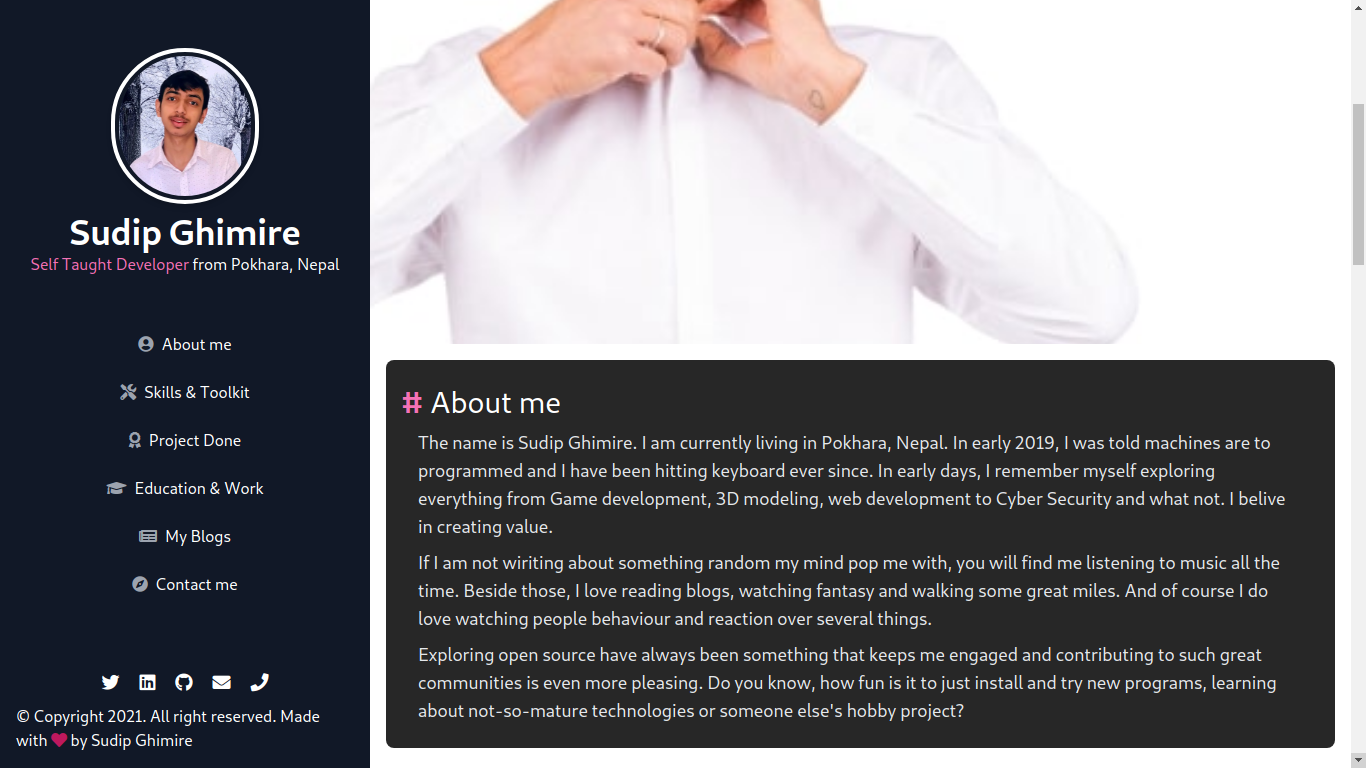 Sudip Ghimire
Self Taught Developer from Pokhara, Nepal
About me
Skills & Toolkit
Project Done
Education & Work
My Blogs
Contact me
© Copyright 2021. All right reserved. Made
with ♥ by Sudip Ghimire
# About me
The name is Sudip Ghimire. I am currently living in Pokhara, Nepal. In early 2019, I was told machines are to
programmed and I have been hitting keyboard ever since. In early days, I remember myself exploring
everything from Game development, 3D modeling, web development to Cyber Security and what not. I belive
in creating value.
If I am not wiriting about something random my mind pop me with, you will find me listening to music all the
time. Beside those, I love reading blogs, watching fantasy and walking some great miles. And of course I do
love watching people behaviour and reaction over several things.
Exploring open source have always been something that keeps me engaged and contributing to such great
communities is even more pleasing. Do you know, how fun is it to just install and try new programs, learning
about not-so-mature technologies or someone else's hobby project?